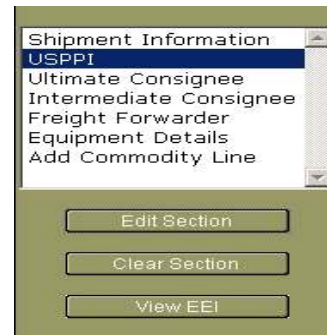 Shipment Information
USPPI
Ultimate Consignee
Intermediate Consignee
Freight Forwarder
Equipment Details
Add Commodity Line
Edit Section
Clear Section
View EEI